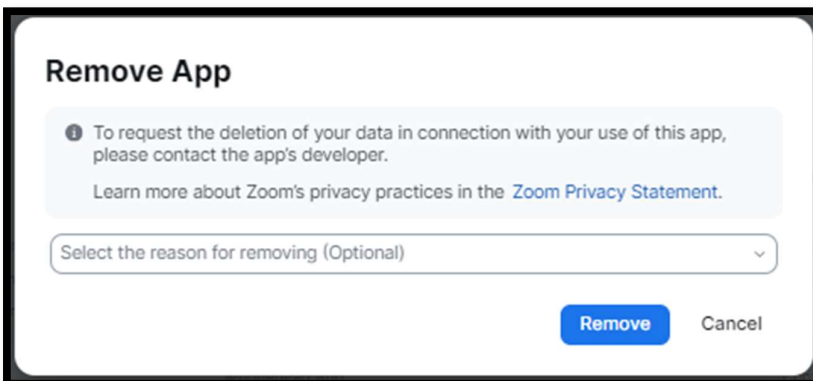 Remove App
To request the deletion of your data in connection with your use of this app,
please contact the app's developer.
Learn more about Zoom's privacy practices in the Zoom Privacy Statement.
Select the reason for removing (Optional)
Remove Cancel